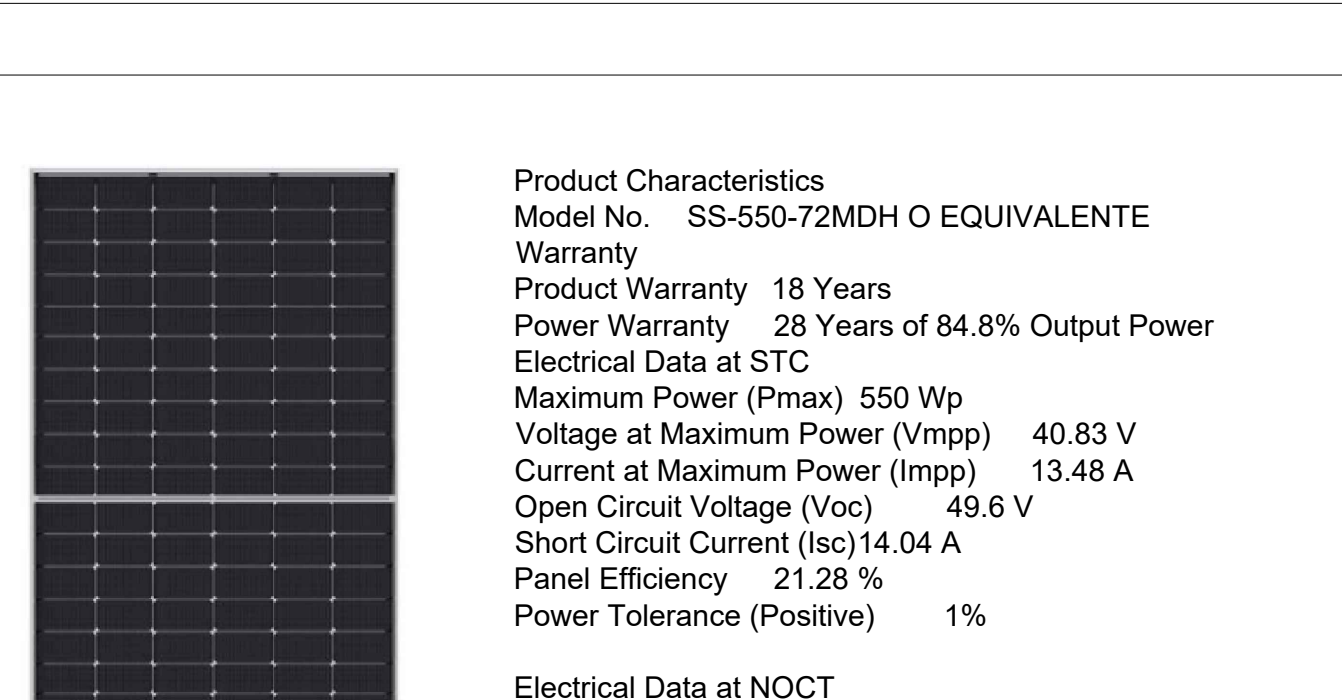 Product Characteristics
Model No. SS-550-72MDH O EQUIVALENTE
Warranty
Product Warranty 18 Years
Power Warranty 28 Years of 84.8% Output Power
Electrical Data at STC
Maximum Power (Pmax) 550 Wp
Voltage at Maximum Power (Vmpp) 40.83 V
Current at Maximum Power (Impp) 13.48 A
Open Circuit Voltage (Voc) 49.6 V
Short Circuit Current (Isc)14.04 A
Panel Efficiency 21.28 %
Power Tolerance (Positive) 1%
Electrical Data at NOCT